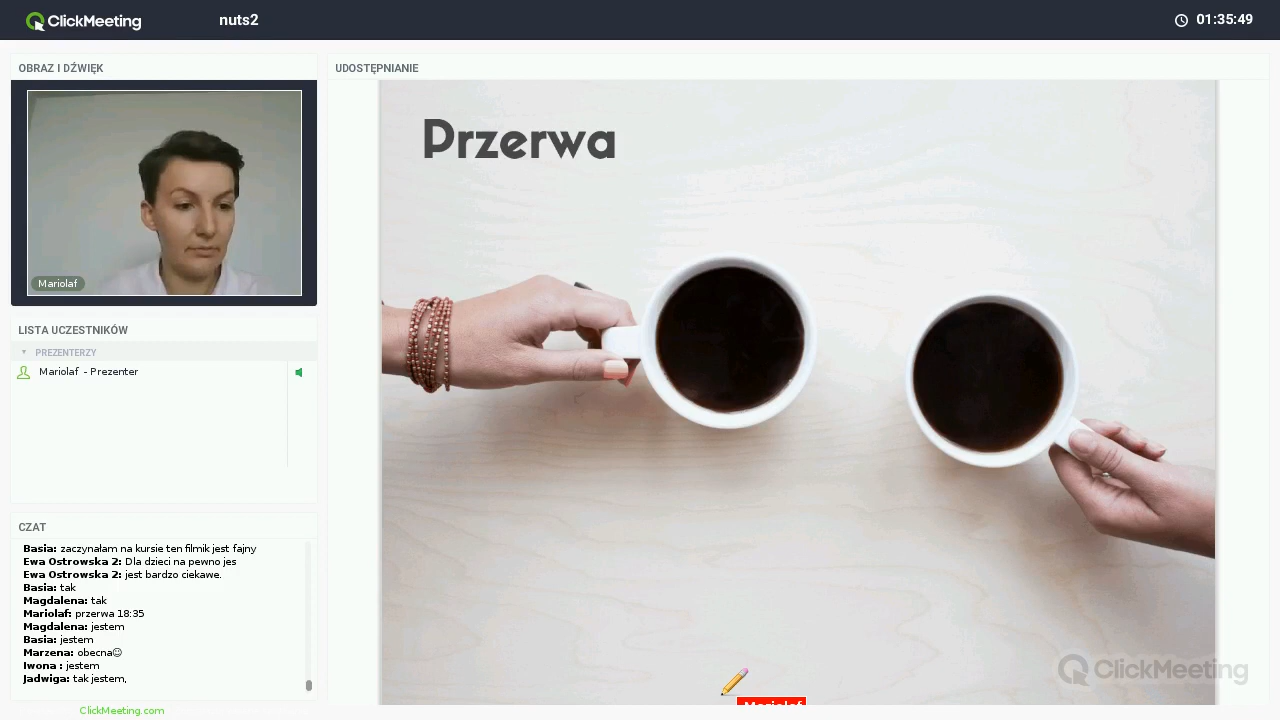 ClickMeeting
nuts2
01:35:49
OBRAZ I DŹWIĘK
Mariolaf
LISTA UCZESTNIKÓW
PREZENTERZY
Mariolaf - Prezenter
CZAT
Basia: zaczynałam na kursie ten filmik jest fajny
Ewa Ostrowska 2: Dla dzieci na pewno jes
Ewa Ostrowska 2: jest bardzo ciekawe.
Basia: tak
Magdalena: tak
Mariolaf: przerwa 18:35
Magdalena: jestem
Basia: jestem
Marzena: obecna☺
Iwona : jestem
Jadwiga: tak jestem,
ClickMeeting.com
UDOSTĘPNIANIE
Przerwa
ClickMeeting
Mariolaf